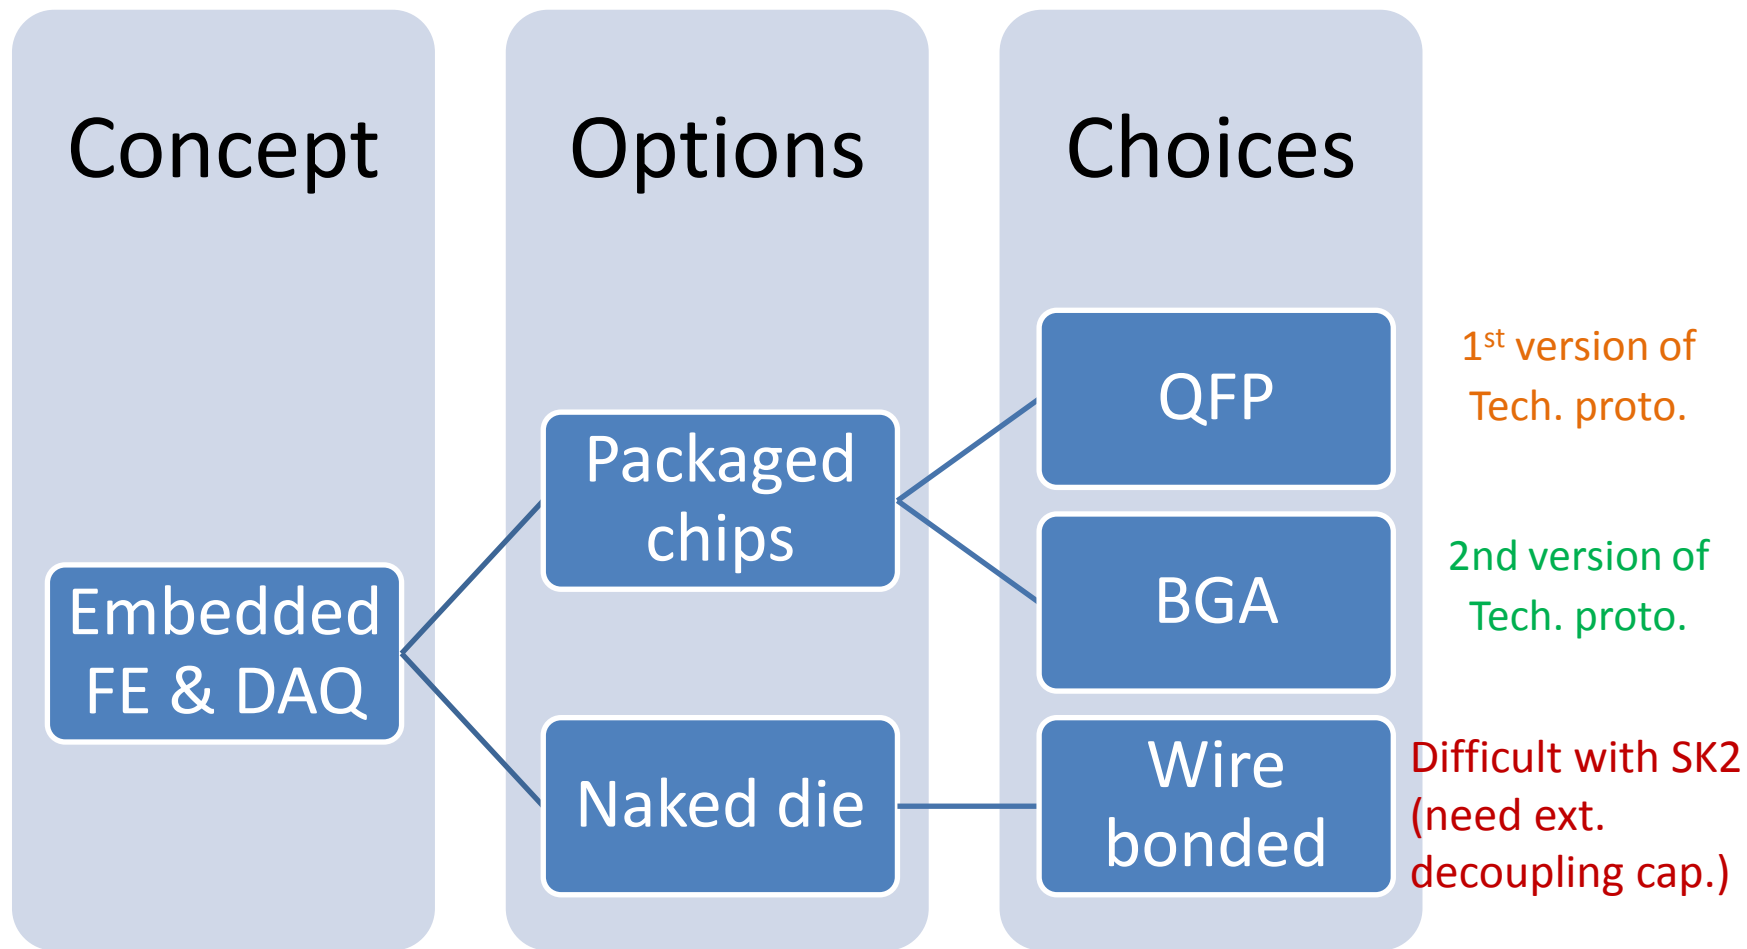 Concept
Options
Choices
Embedded
FE & DAQ
Packaged
chips
Naked die
QFP
1st version of
Tech. proto.
BGA
2nd version of
Tech. proto.
Wire
bonded
Difficult with SK2
(need ext.
decoupling cap.)